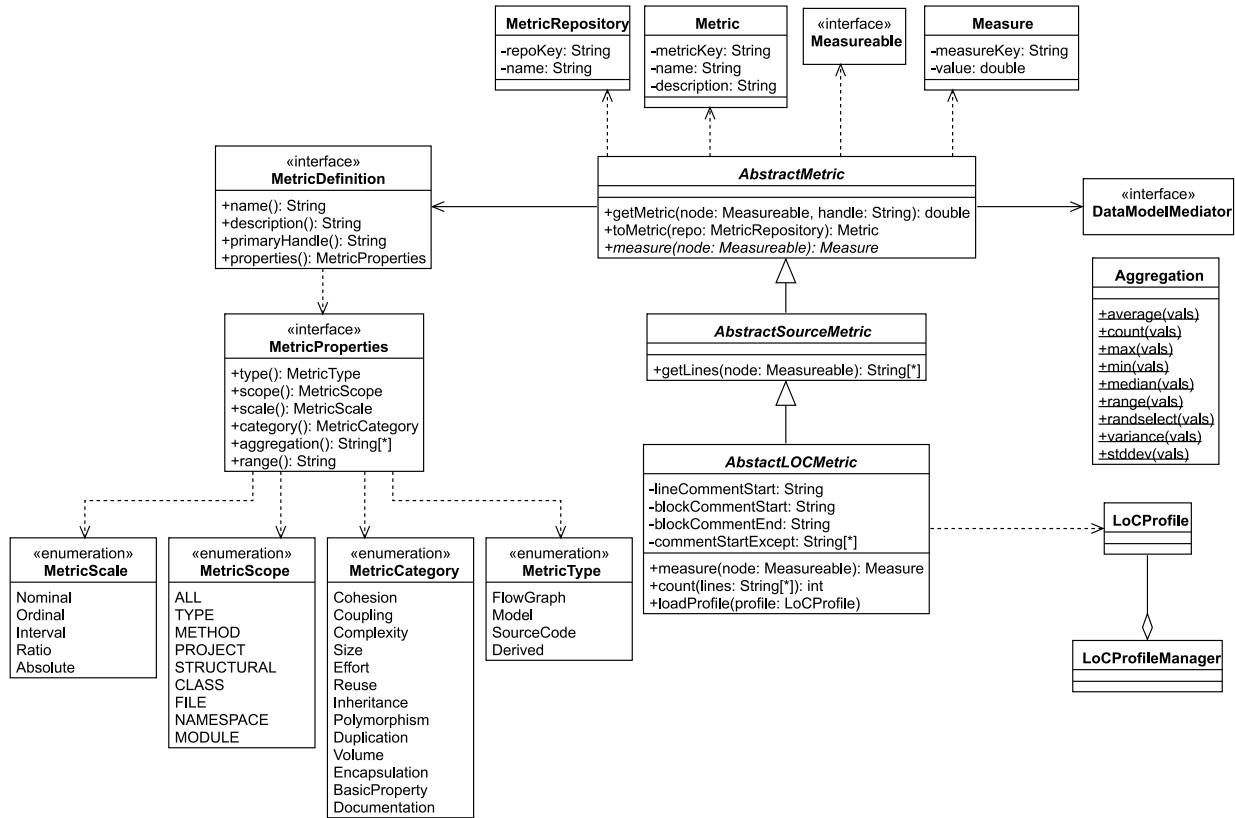 MetricRepository
-repoKey: String
-name: String
Metric
-metricKey: String
-name: String
-description: String
«interface»
Measureable
Measure
-measureKey: String
-value: double
«interface»
MetricDefinition
+name(): String
+description(): String
+primaryHandle(): String
+properties(): MetricProperties
AbstractMetric
+getMetric(node: Measureable, handle: String): double
+toMetric(repo: MetricRepository): Metric
+measure(node: Measureable): Measure
«interface»
DataModelMediator
Aggregation
+average(vals)
+count(vals)
+max(vals)
+min(vals)
+median(vals)
+range(vals)
+randselect(vals)
+variance(vals)
+stddev(vals)
«interface»
MetricProperties
+type(): MetricType
+scope(): MetricScope
+scale(): MetricScale
+category(): MetricCategory
+aggregation(): String[*]
+range(): String
AbstractSourceMetric
+getLines(node: Measureable): String[*]
AbstactLOCMetric
-lineCommentStart: String
-blockCommentStart: String
-blockCommentEnd: String
-commentStartExcept: String[*]
+measure(node: Measureable): Measure
+count(lines: String[*]): int
+loadProfile(profile: LoCProfile)
LoCProfile
LoCProfileManager
«enumeration»
MetricScale
Nominal
Ordinal
Interval
Ratio
Absolute
«enumeration»
MetricScope
ALL
TYPE
METHOD
PROJECT
STRUCTURAL
CLASS
FILE
NAMESPACE
MODULE
«enumeration»
MetricCategory
Cohesion
Coupling
Complexity
Size
Effort
Reuse
Inheritance
Polymorphism
Duplication
Volume
Encapsulation
BasicProperty
Documentation
«enumeration»
MetricType
FlowGraph
Model
SourceCode
Derived